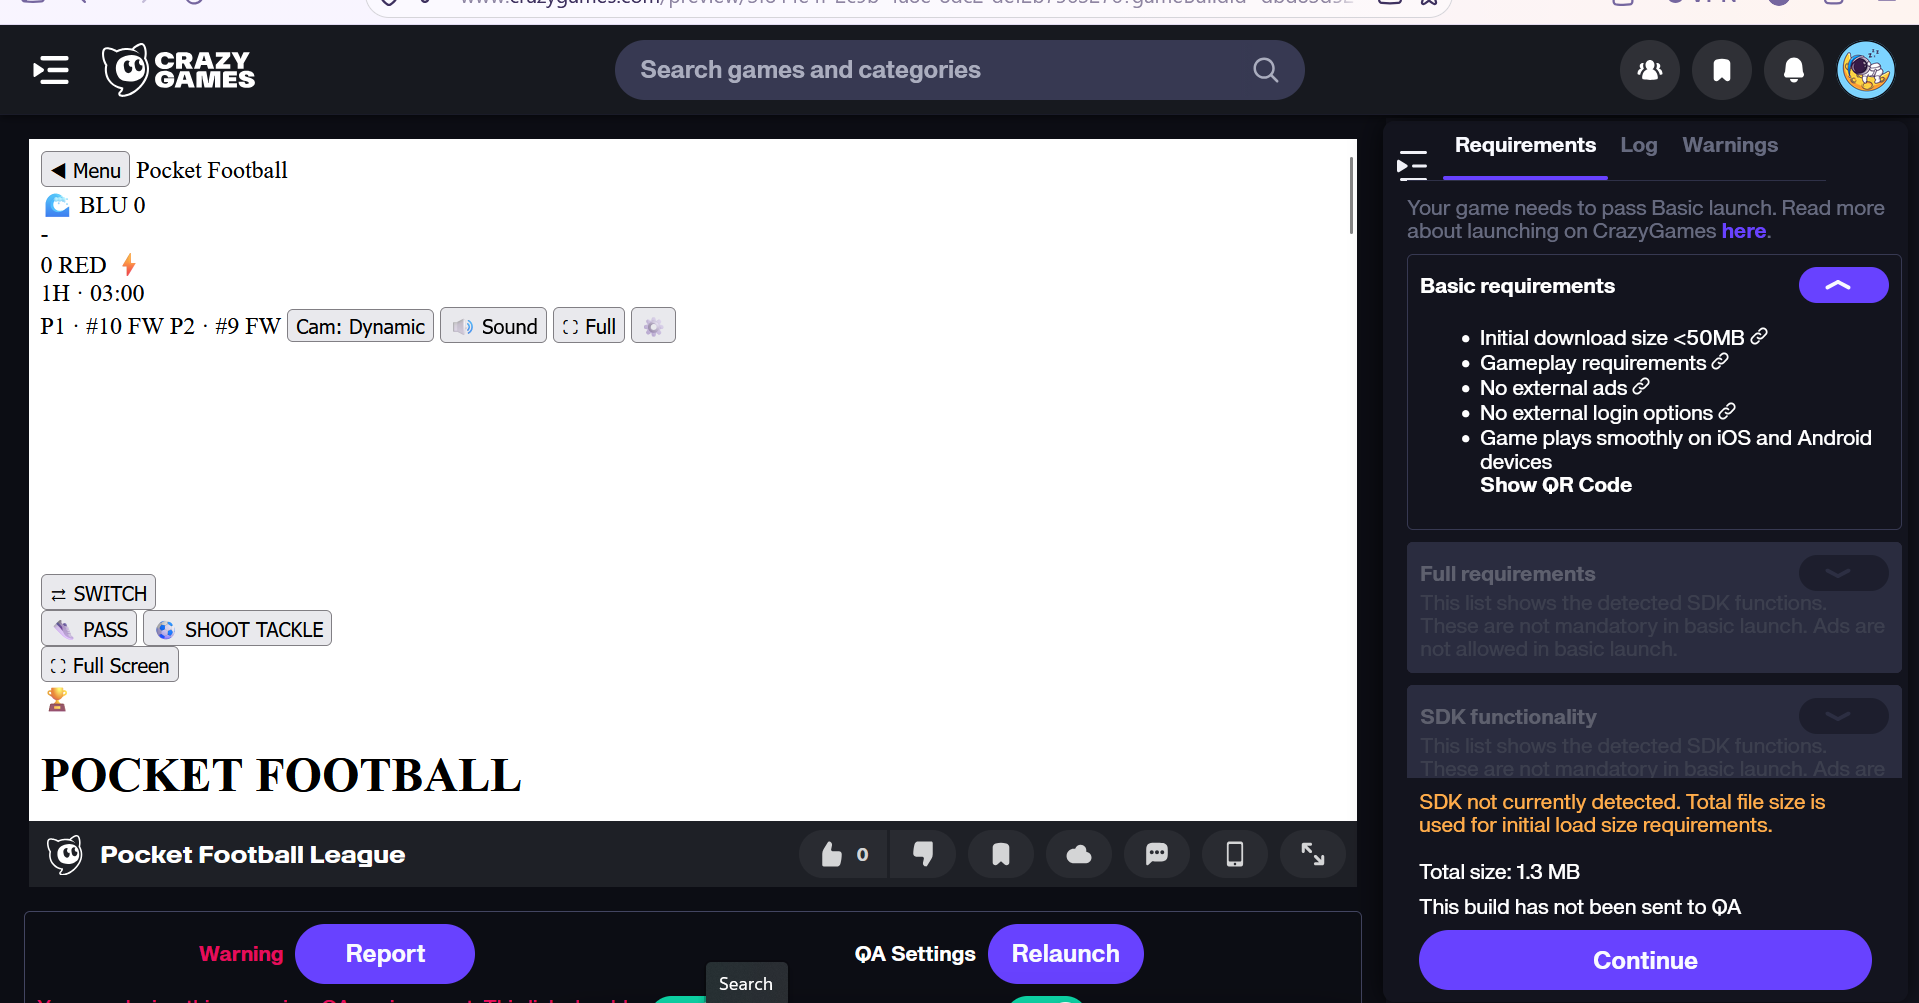 CRAZY GAMES
Search games and categories
◀ Menu Pocket Football
BLU 0
-
0 RED
1H · 03:00
P1 · #10 FW P2 · #9 FW Cam: Dynamic Sound Full
⇄ SWITCH
PASS SHOOT TACKLE
Full Screen
POCKET FOOTBALL
Pocket Football League
0
Warning Report
QA Settings Relaunch
Search
Requirements Log Warnings
Your game needs to pass Basic launch. Read more
about launching on CrazyGames here.
Basic requirements
• Initial download size <50MB
• Gameplay requirements
• No external ads
• No external login options
• Game plays smoothly on iOS and Android
devices
Show QR Code
Full requirements
This list shows the detected SDK functions.
These are not mandatory in basic launch. Ads are
not allowed in basic launch.
SDK functionality
This list shows the detected SDK functions.
These are not mandatory in basic launch. Ads are
SDK not currently detected. Total file size is
used for initial load size requirements.
Total size: 1.3 MB
This build has not been sent to QA
Continue